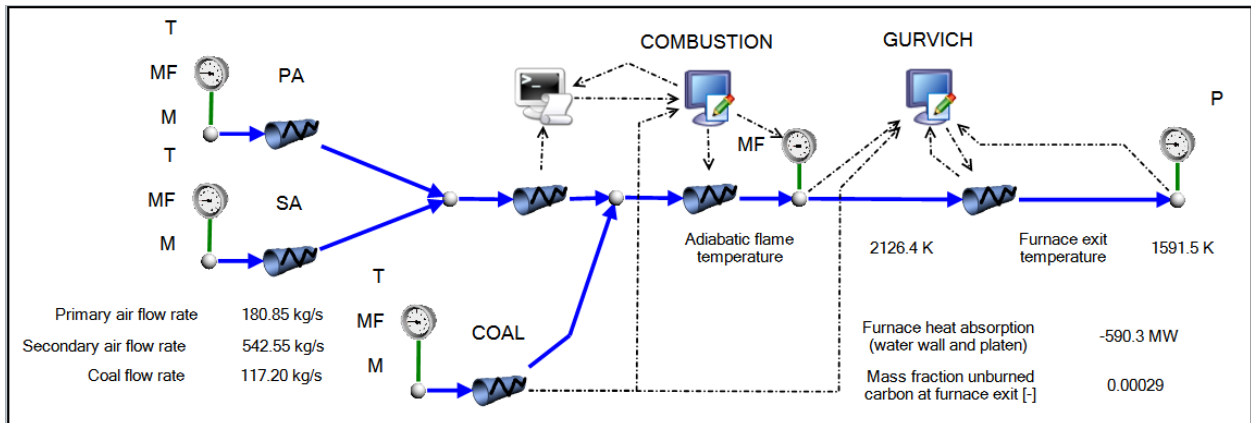 T
MF
M
PA
T
MF
M
SA
COMBUSTION
GURVICH
P
>_
MF
Adiabatic flame
temperature
2126.4 K
Furnace exit
temperature
1591.5 K
T
MF
M
COAL
Primary air flow rate 180.85 kg/s
Secondary air flow rate 542.55 kg/s
Coal flow rate 117.20 kg/s
Furnace heat absorption
(water wall and platen)
-590.3 MW
Mass fraction unburned
carbon at furnace exit [-]
0.00029